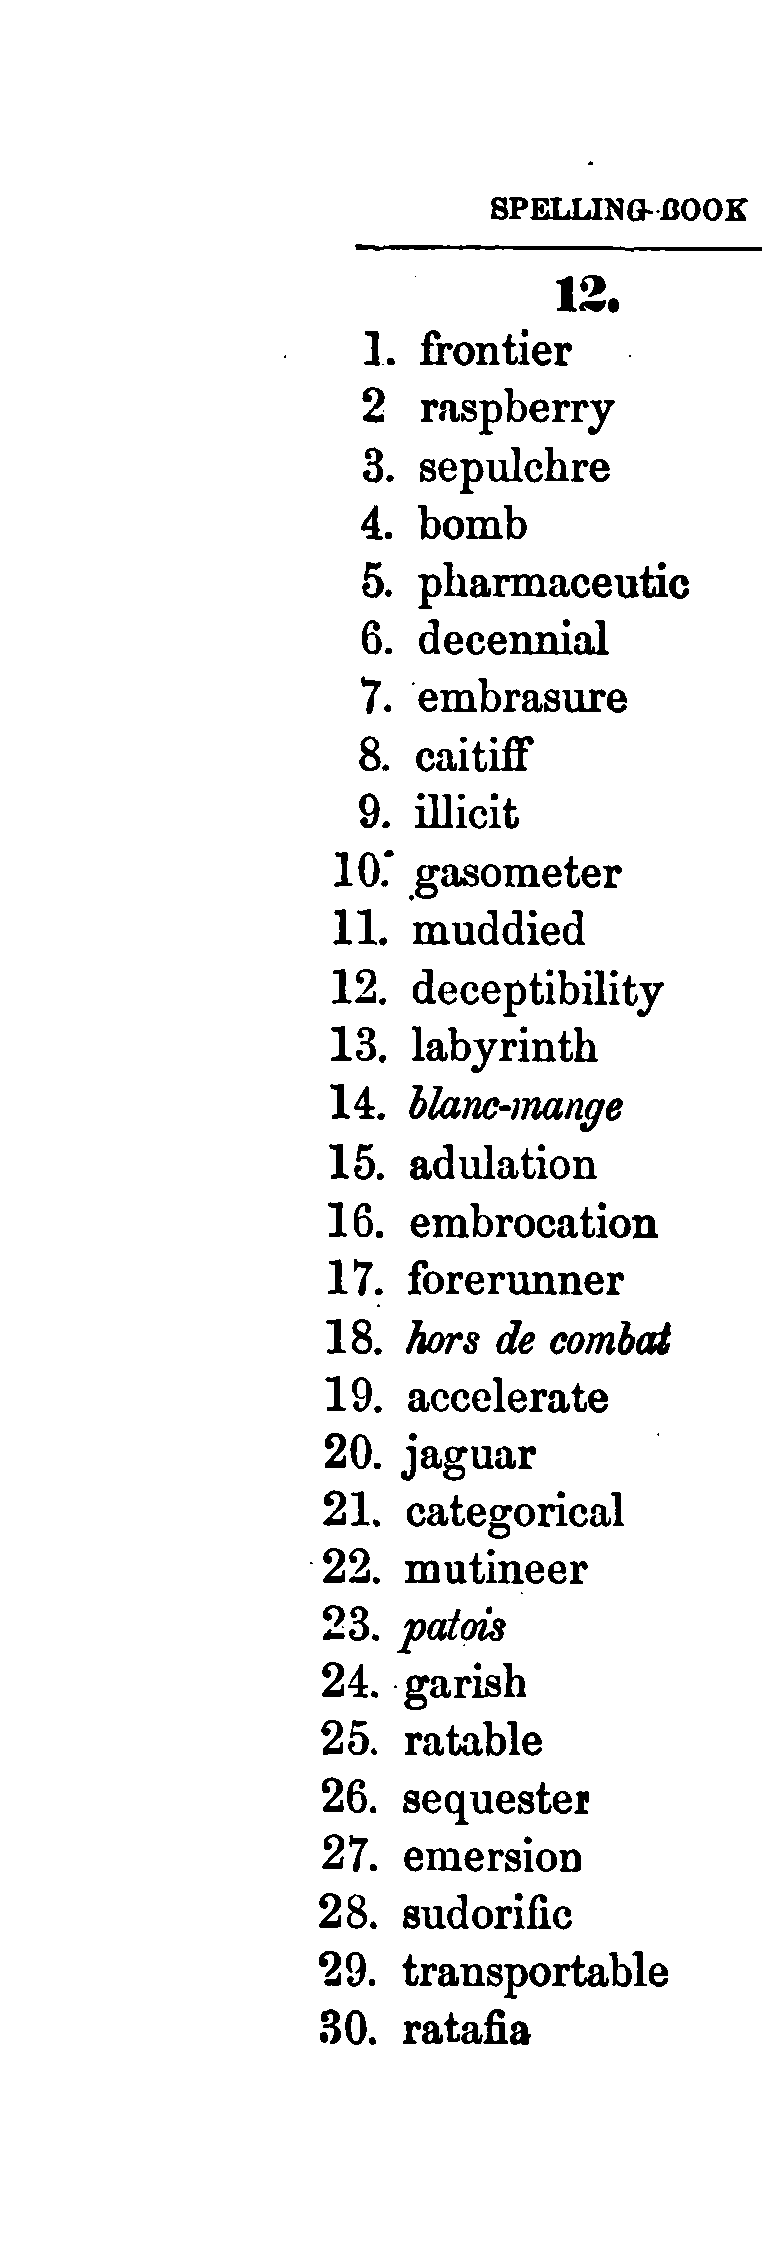 SPELLING-BOOK
12.
1. frontier
2 raspberry
3. sepulchre
4. bomb
5. pharmaceutic
6. decennial
7. embrasure
8. caitiff
9. illicit
10. gasometer
11. muddied
12. deceptibility
13. labyrinth
14. blanc-mange
15. adulation
16. embrocation
17. forerunner
18. hors de combat
19. accelerate
20. jaguar
21. categorical
22. mutineer
23. patois
24. garish
25. ratable
26. sequester
27. emersion
28. sudorific
29. transportable
30. ratafia